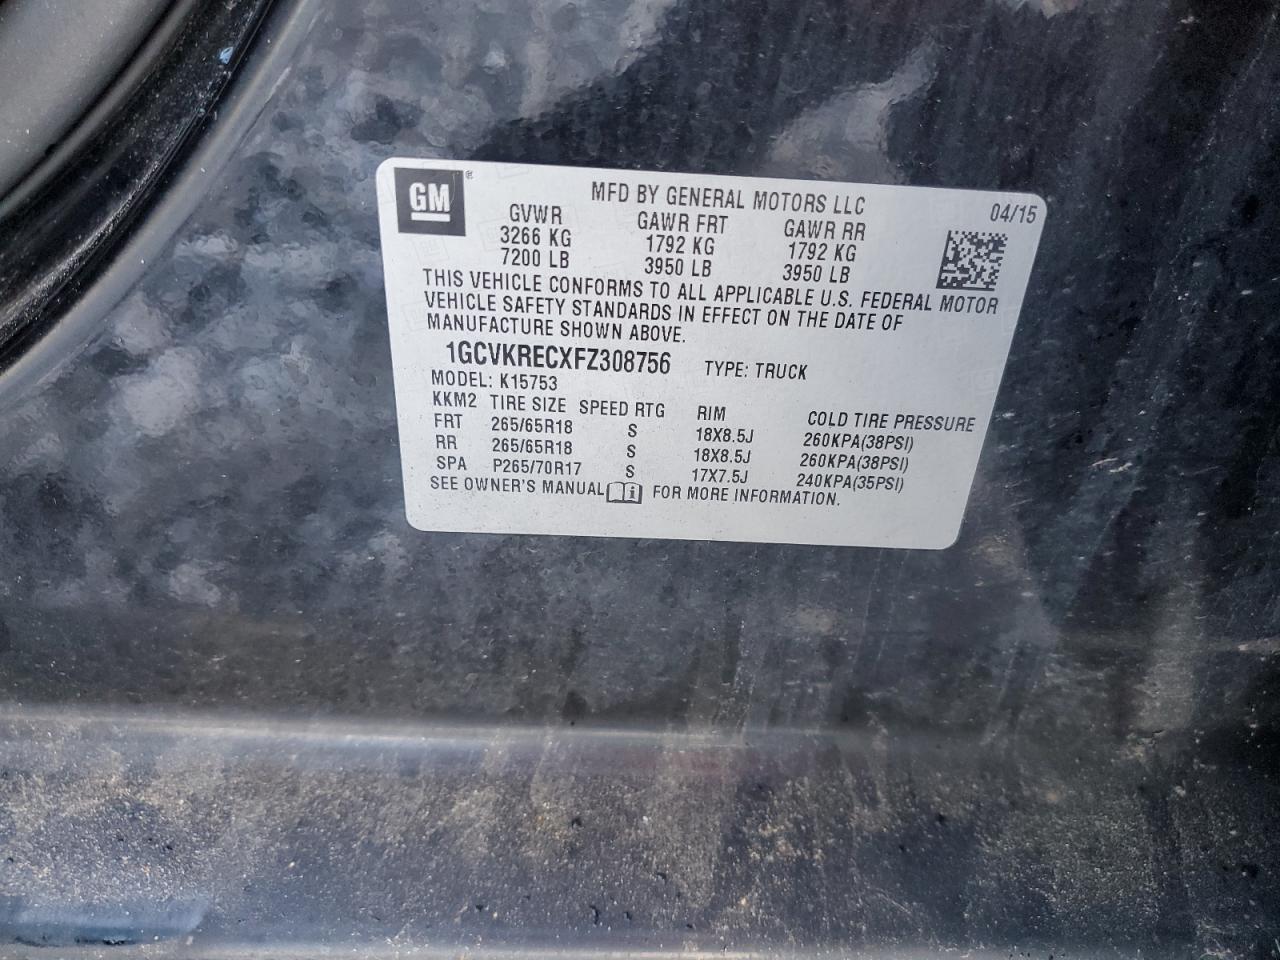 GM ®
MFD BY GENERAL MOTORS LLC 04/15
GVWR GAWR FRT GAWR RR
3266 KG 1792 KG 1792 KG
7200 LB 3950 LB 3950 LB
THIS VEHICLE CONFORMS TO ALL APPLICABLE U.S. FEDERAL MOTOR
VEHICLE SAFETY STANDARDS IN EFFECT ON THE DATE OF
MANUFACTURE SHOWN ABOVE.
1GCVKRECXFZ308756 TYPE: TRUCK
MODEL: K15753
KKM2 TIRE SIZE SPEED RTG RIM COLD TIRE PRESSURE
FRT 265/65R18 S 18X8.5J 260KPA(38PSI)
RR 265/65R18 S 18X8.5J 260KPA(38PSI)
SPA P265/70R17 S 17X7.5J 240KPA(35PSI)
SEE OWNER'S MANUAL FOR MORE INFORMATION.